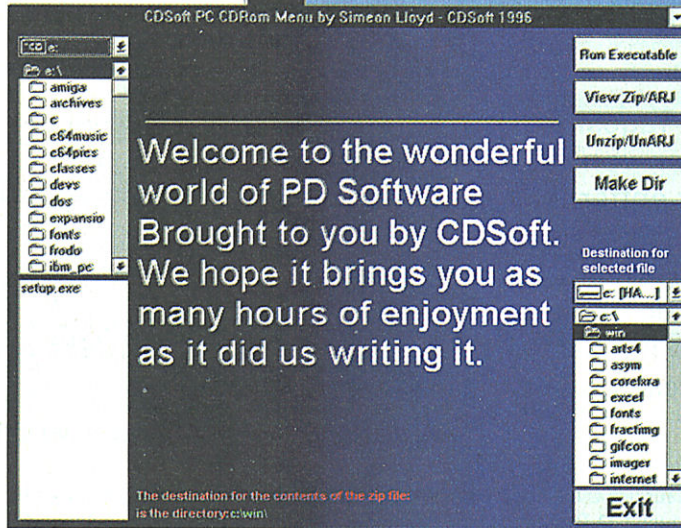 CDSoft PC CDRom Menu by Simeon Lloyd - CDSoft 1996
CD e:
e:\
amiga
archives
c
c64music
c64pics
classes
devs
dos
expansio
fonts
frodo
ibm_pc
setup.exe
Welcome to the wonderful
world of PD Software
Brought to you by CDSoft.
We hope it brings you as
many hours of enjoyment
as it did us writing it.
The destination for the contents of the zip file:
is the directory:c:\win\
Run Executable
View Zip/ARJ
Unzip/UnARJ
Make Dir
Destination for
selected file
c: [HA...]
c:\
win
arts4
asym
corelxra
excel
fonts
fracting
gifcon
imager
internet
Exit